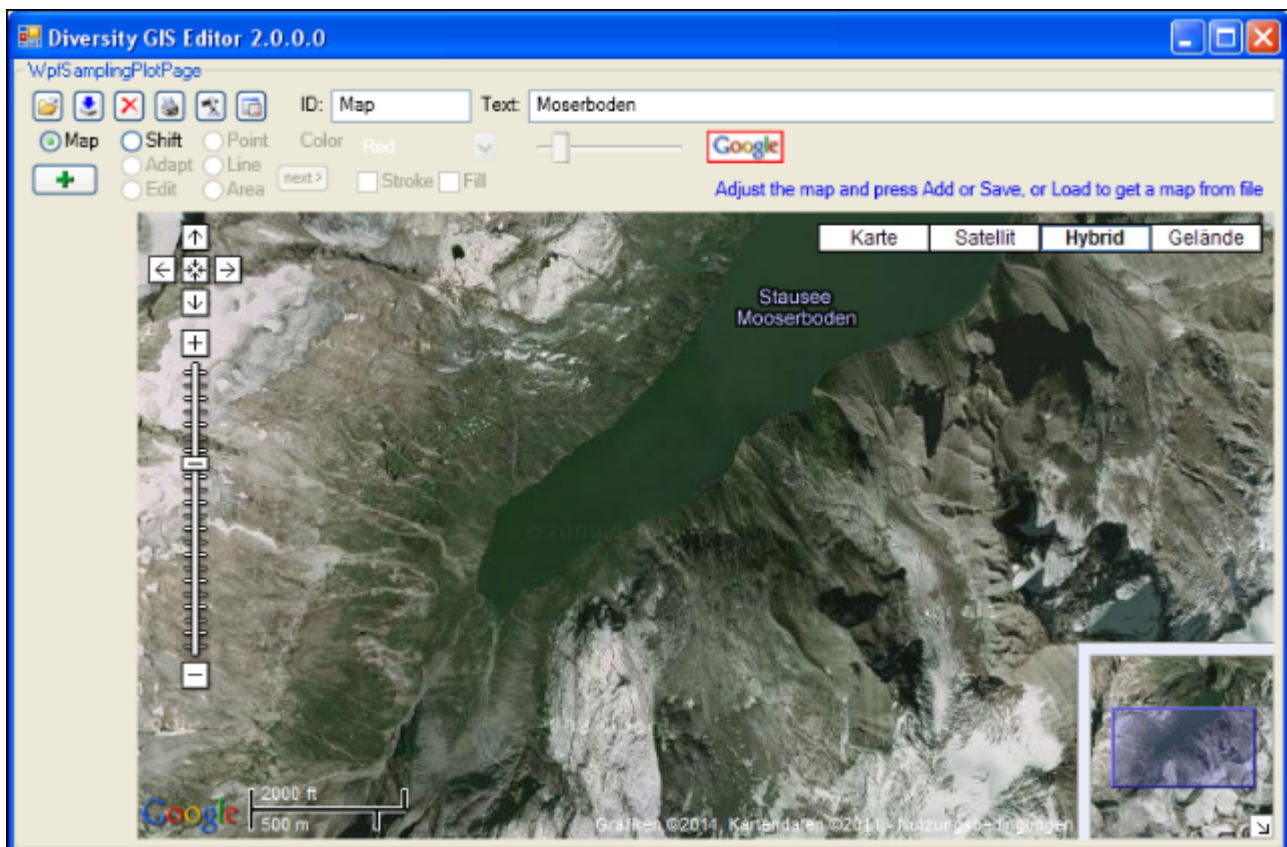 Diversity GIS Editor 2.0.0.0
WpfSamplingPlotPage
ID: Map Text: Moserboden
Map Shift Point Color Red Google
Adapt Line next> Stroke Fill
Edit Area
Adjust the map and press Add or Save, or Load to get a map from file
Karte Satellit Hybrid Gelände
Stausee
Mooserboden
Google 2000 ft
500 m
Grafiken ©2011, Kartendaten ©2011 - Nutzungsbedingungen